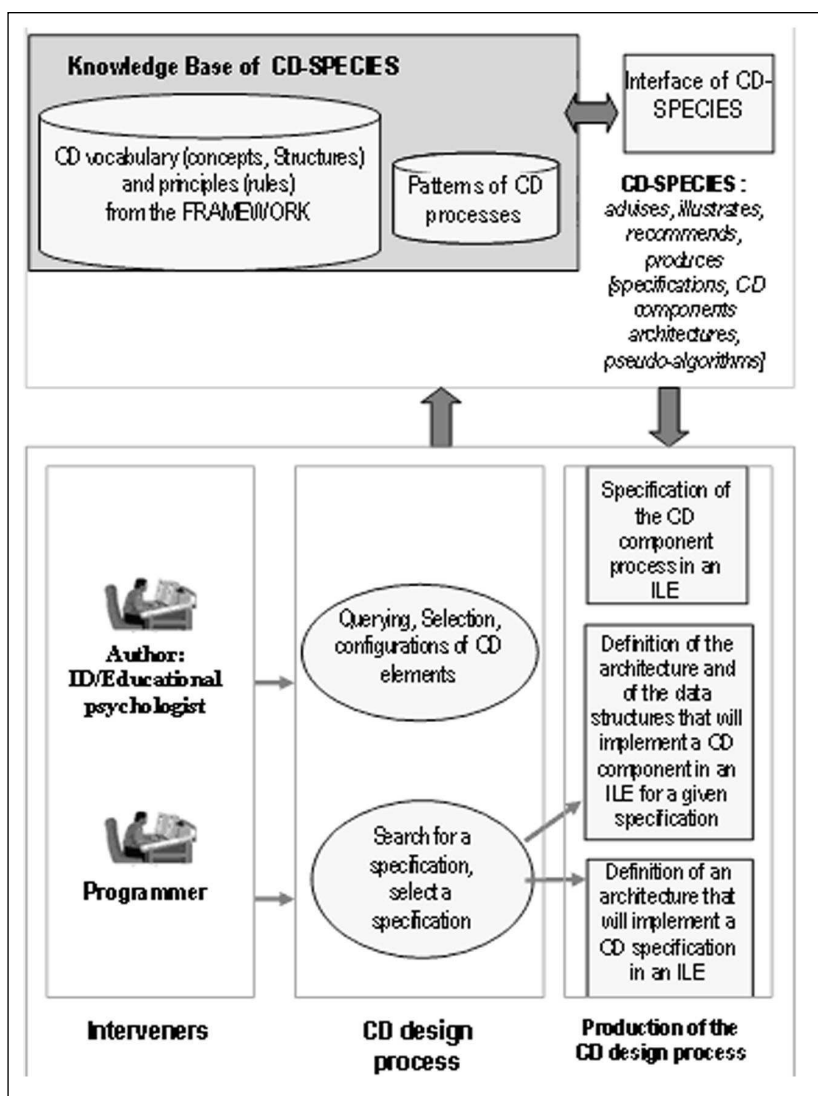 Knowledge Base of CD-SPECIES
CD vocabulary (concepts, Structures)
and principles (rules)
from the FRAMEWORK
Patterns of CD
processes
Interface of CD-
SPECIES
CD-SPECIES :
advises, illustrates,
recommends,
produces
[specifications, CD
components
architectures,
pseudo-algorithms]
Author:
ID/Educational
psychologist
Programmer
Interveners
Querying, Selection,
configurations of CD
elements
Search for a
specification,
select a
specification
CD design
process
Specification of
the CD
component
process in an
ILE
Definition of the
architecture and
of the data
structures that will
implement a CD
component in an
ILE for a given
specification
Definition of an
architecture that
will implement a
CD specification
in an ILE
Production of the
CD design process